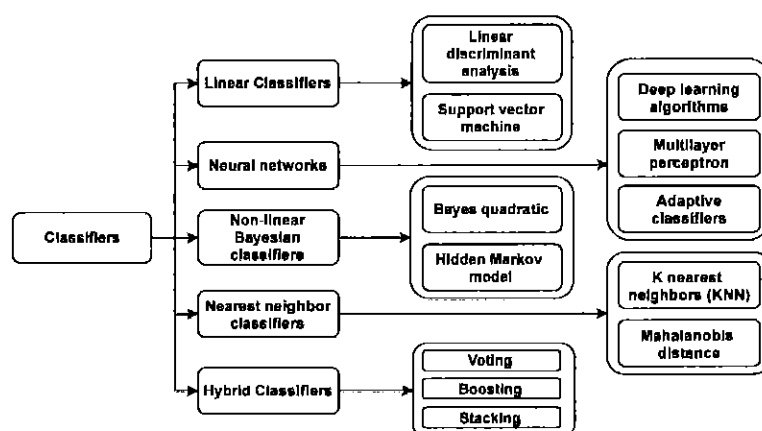 Classifiers
Linear Classifiers
Linear
discriminant
analysis
Support vector
machine
Neural networks
Deep learning
algorithms
Multilayer
perceptron
Adaptive
classifiers
Non-linear
Bayesian
classifiers
Bayes quadratic
Hidden Markov
model
Nearest neighbor
classifiers
K nearest
neighbors (KNN)
Mahalanobis
distance
Hybrid Classifiers
Voting
Boosting
Stacking